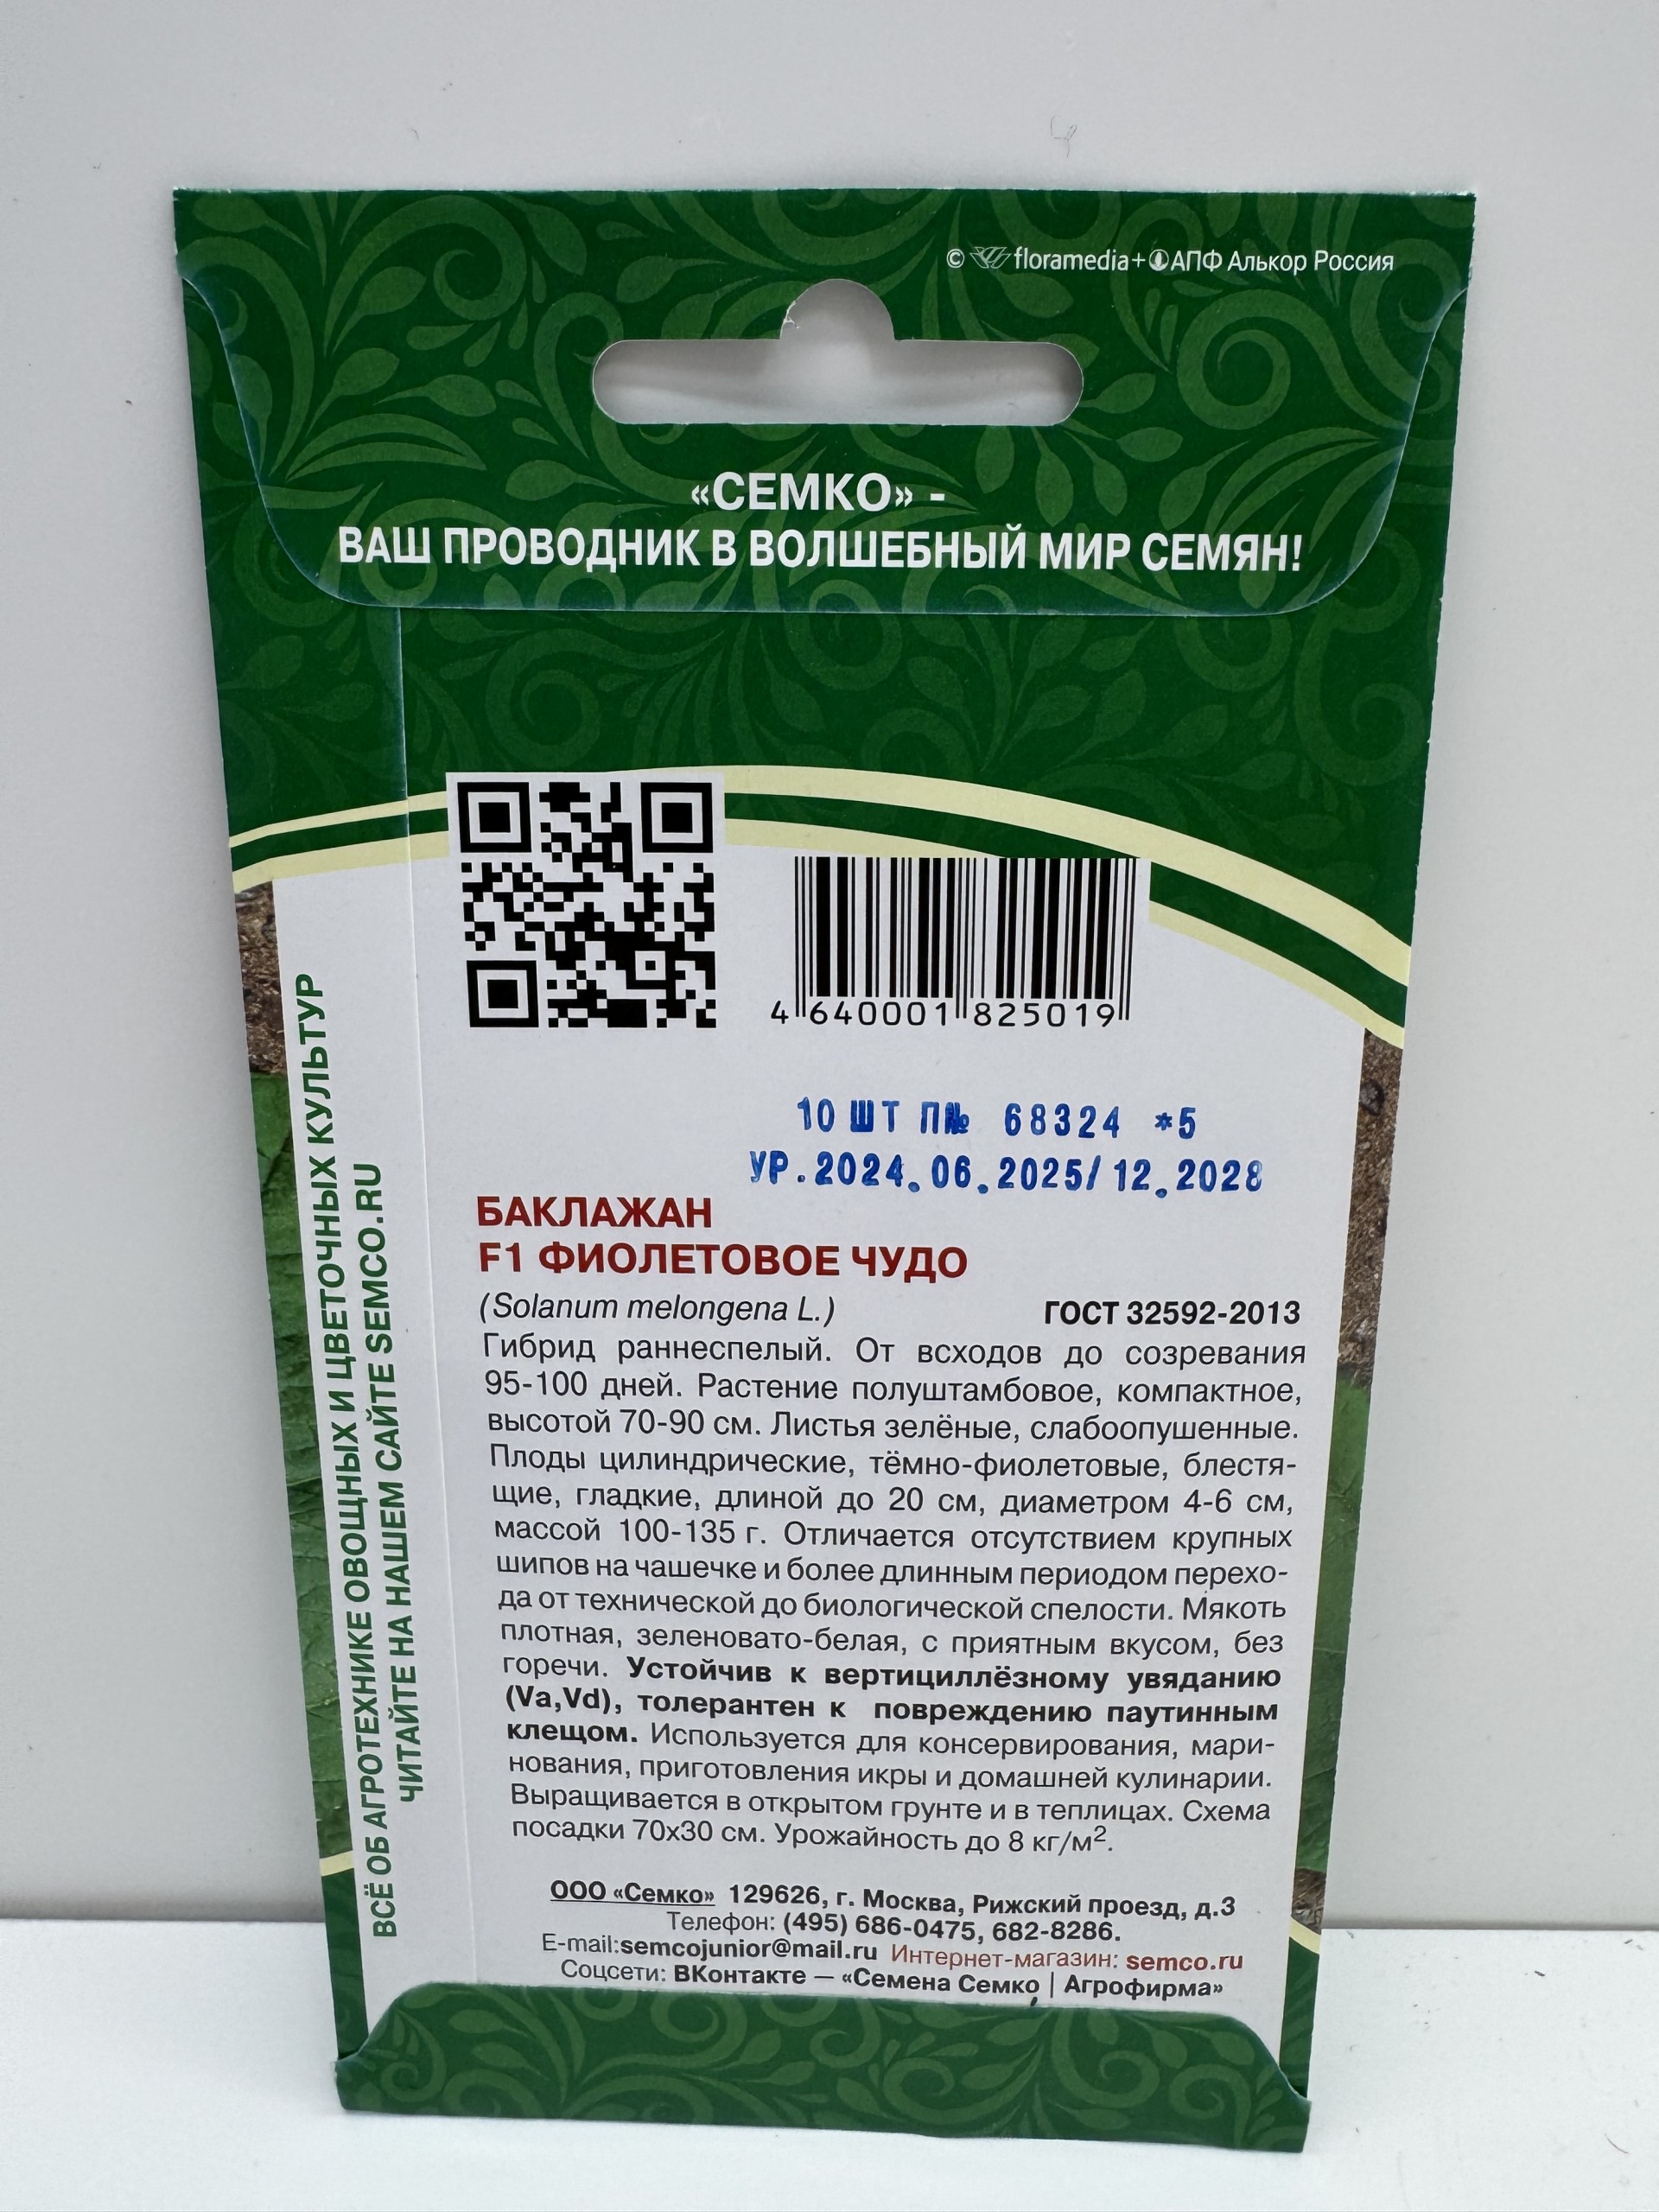 © floramedia+АПФ Алькор Россия
«СЕМКО» -
ВАШ ПРОВОДНИК В ВОЛШЕБНЫЙ МИР СЕМЯН!
4 640001 825019
10 ШТ П№ 68324 *5
УР.2024.06.2025/12.2028
БАКЛАЖАН
F1 ФИОЛЕТОВОЕ ЧУДО
(Solanum melongena L.) ГОСТ 32592-2013
Гибрид раннеспелый. От всходов до созревания
95-100 дней. Растение полуштамбовое, компактное,
высотой 70-90 см. Листья зелёные, слабоопушенные.
Плоды цилиндрические, тёмно-фиолетовые, блестя-
щие, гладкие, длиной до 20 см, диаметром 4-6 см,
массой 100-135 г. Отличается отсутствием крупных
шипов на чашечке и более длинным периодом перехо-
да от технической до биологической спелости. Мякоть
плотная, зеленовато-белая, с приятным вкусом, без
горечи. Устойчив к вертициллёзному увяданию
(Va,Vd), толерантен к повреждению паутинным
клещом. Используется для консервирования, мари-
нования, приготовления икры и домашней кулинарии.
Выращивается в открытом грунте и в теплицах. Схема
посадки 70х30 см. Урожайность до 8 кг/м².
ООО «Семко» 129626, г. Москва, Рижский проезд, д.3
Телефон: (495) 686-0475, 682-8286.
E-mail:semcojunior@mail.ru Интернет-магазин: semco.ru
Соцсети: ВКонтакте — «Семена Семко | Агрофирма»
ВСЁ ОБ АГРОТЕХНИКЕ ОВОЩНЫХ И ЦВЕТОЧНЫХ КУЛЬТУР
ЧИТАЙТЕ НА НАШЕМ САЙТЕ SEMCO.RU